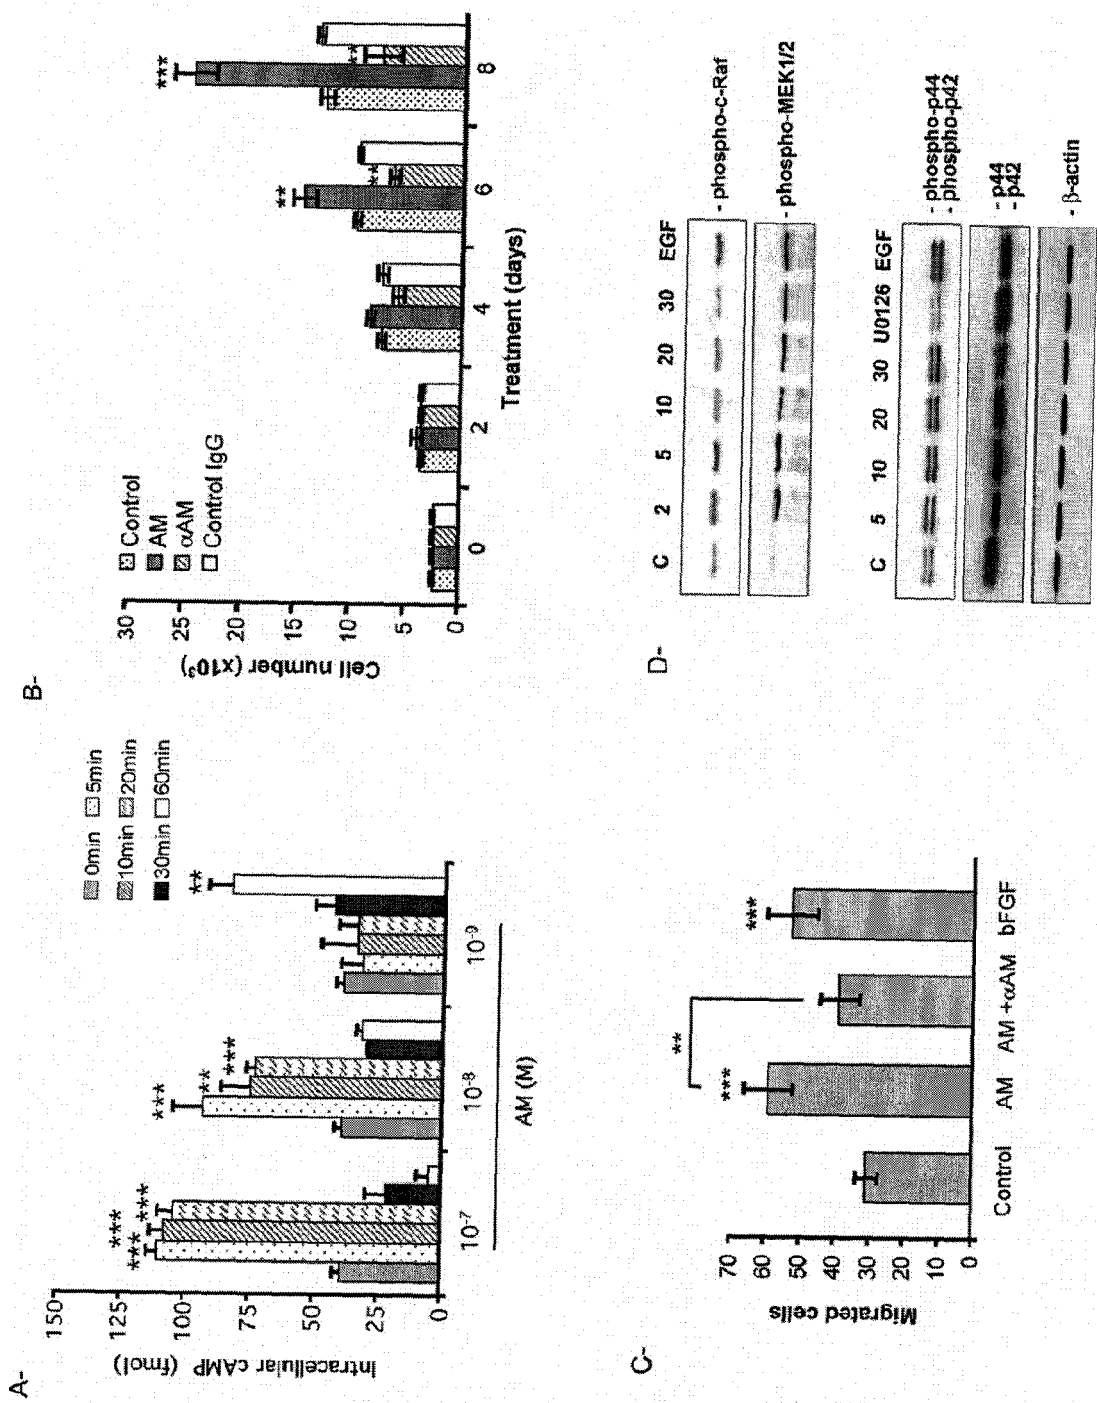 A-
Intracellular cAMP (fmol)
150
125
100
75
50
25
0
0min 5min
10min 20min
30min 60min
*** *** ***
*** ** ***
**
10-7 10-8 10-9
AM (M)
B-
Cell number (x10³)
30
25
20
15
10
5
0
Control
AM
αAM
Control IgG
** **
*** **
0 2 4 6 8
Treatment (days)
C-
Migrated cells
70
60
50
40
30
20
10
0
**
*** ***
Control AM AM +αAM bFGF
D-
C 2 5 10 20 30 EGF
- phospho-c-Raf
- phospho-MEK1/2
C 5 10 20 30 U0126 EGF
- phospho-p44
- phospho-p42
- p44
- p42
- β-actin